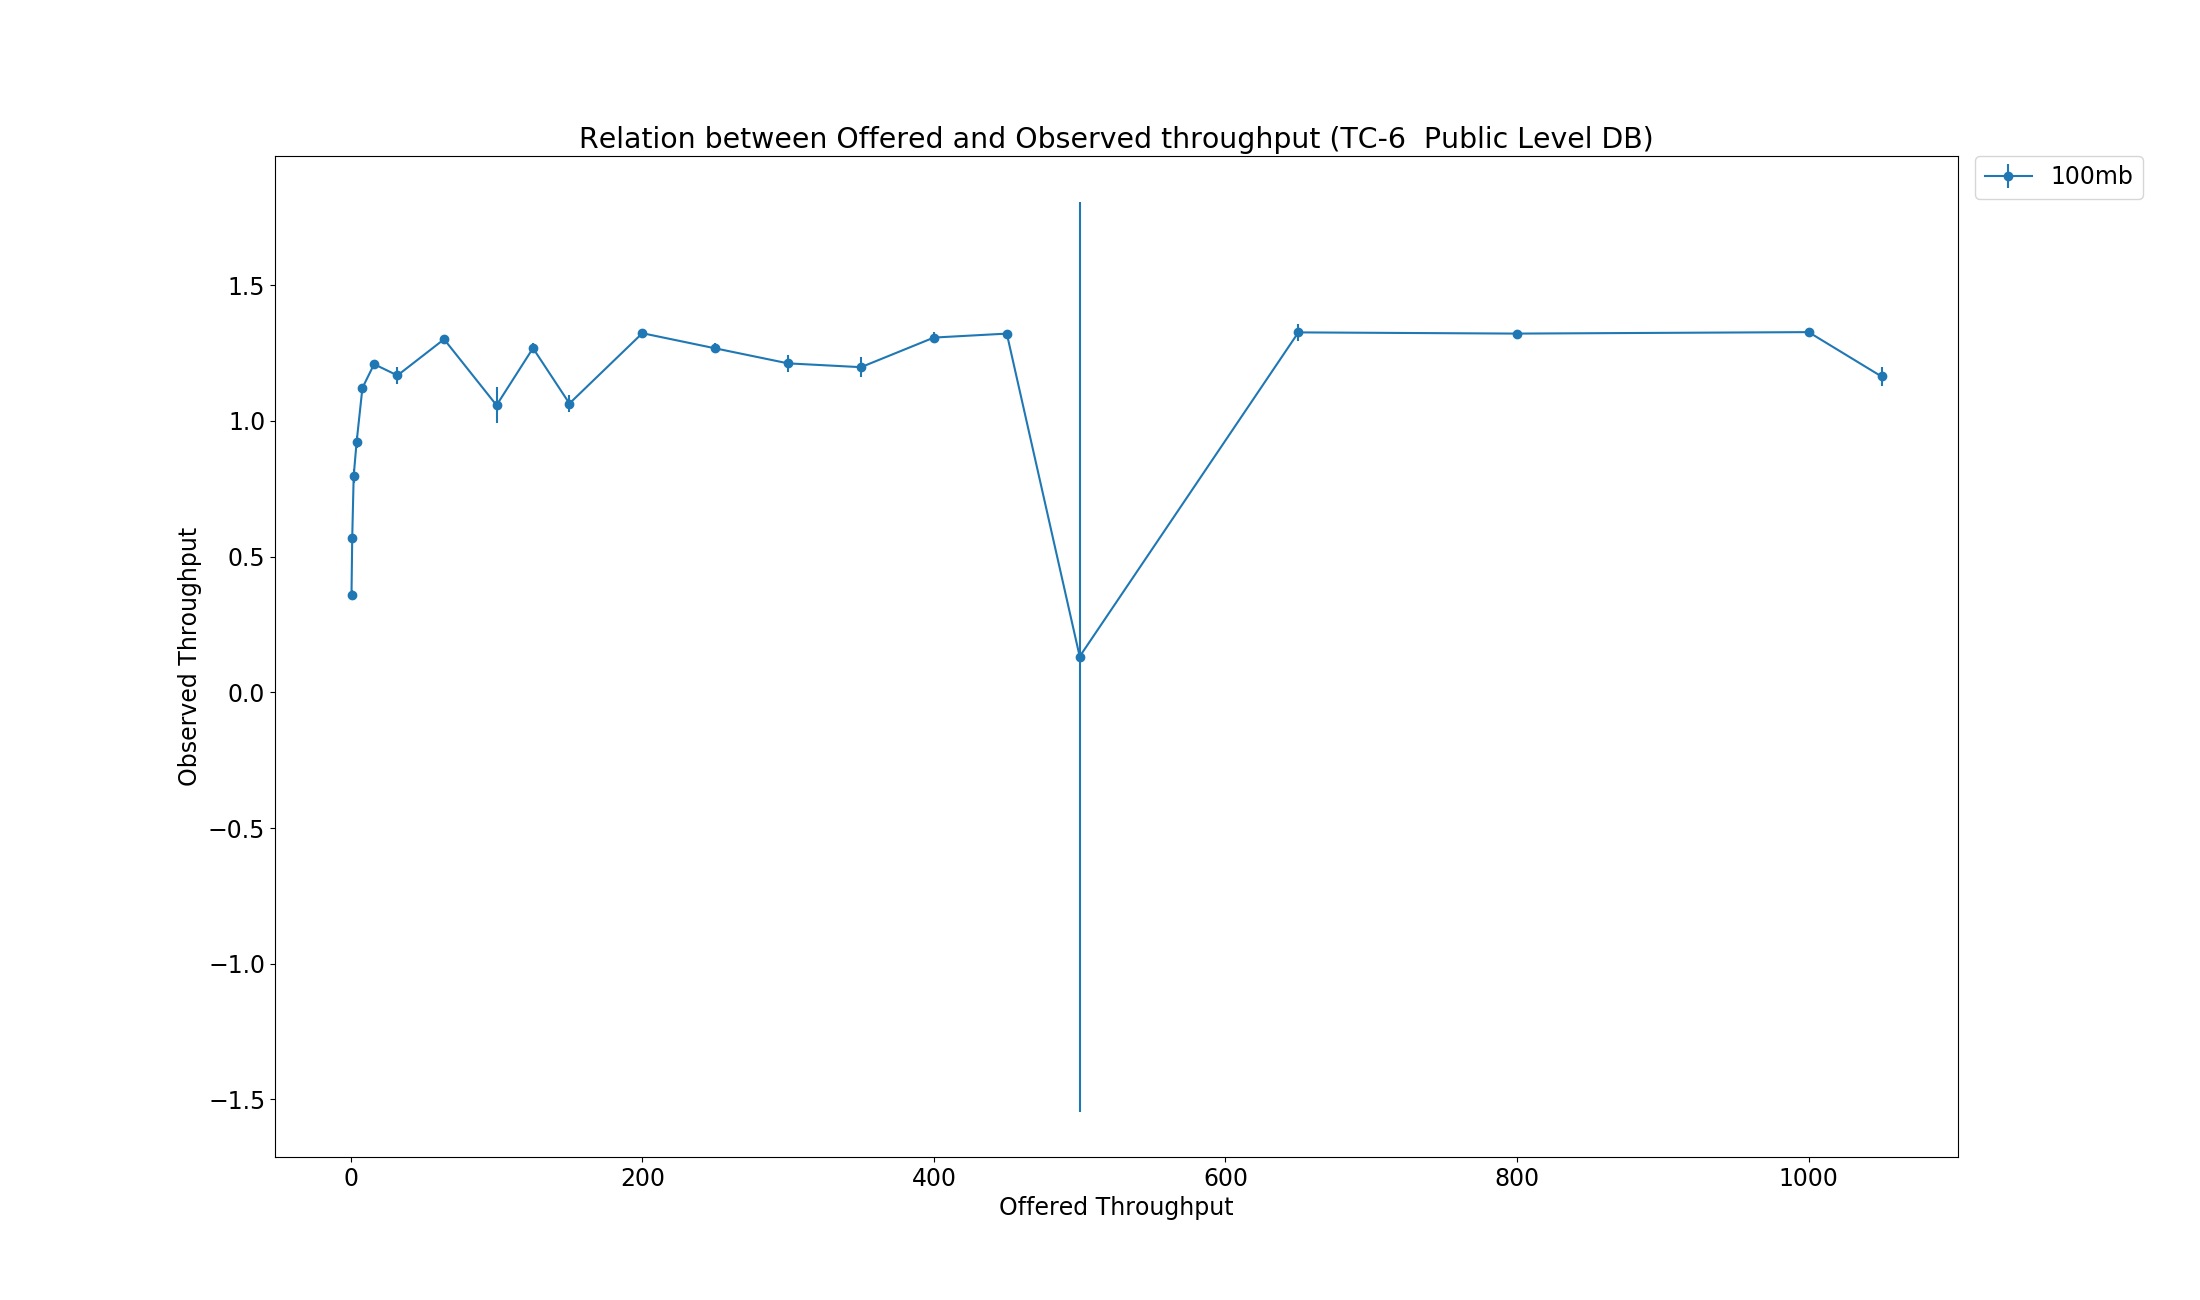 Relation between Offered and Observed throughput (TC-6  Public Level DB)
100mb
Observed Throughput
1.5
1.0
0.5
0.0
−0.5
−1.0
−1.5
0 200 400 600 800 1000
Offered Throughput